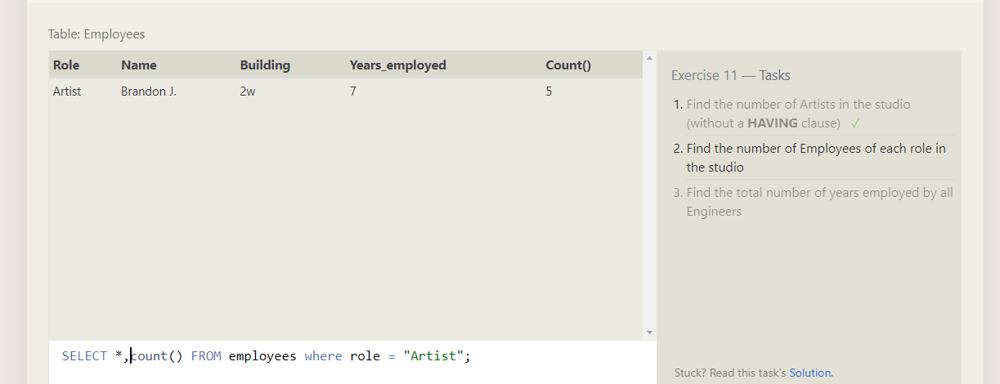 Table: Employees
Role Name Building Years_employed Count()
Artist Brandon J. 2w 7 5
SELECT *,count() FROM employees where role = "Artist";
Exercise 11 — Tasks
1. Find the number of Artists in the studio
(without a HAVING clause) ✓
2. Find the number of Employees of each role in
the studio
3. Find the total number of years employed by all
Engineers
Stuck? Read this task's Solution.